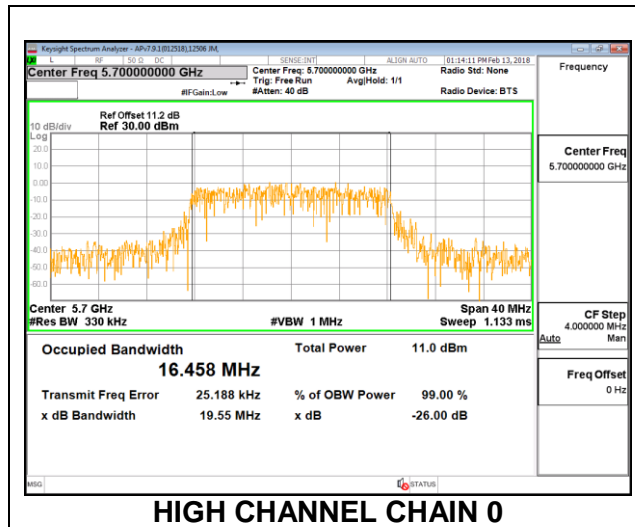 Keysight Spectrum Analyzer - APv7.9.1(012518),12506 JM,
L RF 50 Ω DC SENSE:INT ALIGN AUTO 01:14:11 PM Feb 13, 2018
Center Freq 5.700000000 GHz Center Freq: 5.700000000 GHz Radio Std: None Frequency
Trig: Free Run Avg|Hold: 1/1
#IFGain:Low #Atten: 40 dB Radio Device: BTS
Ref Offset 11.2 dB
10 dB/div Ref 30.00 dBm
Log
20.0
10.0
0.00
-10.0
-20.0
-30.0
-40.0
-50.0
-60.0
Center Freq
5.700000000 GHz
Center 5.7 GHz Span 40 MHz
#Res BW 330 kHz #VBW 1 MHz Sweep 1.133 ms
CF Step
4.000000 MHz
Auto Man
Occupied Bandwidth Total Power 11.0 dBm
16.458 MHz
Freq Offset
0 Hz
Transmit Freq Error 25.188 kHz % of OBW Power 99.00 %
x dB Bandwidth 19.55 MHz x dB -26.00 dB
MSG STATUS
HIGH CHANNEL CHAIN 0